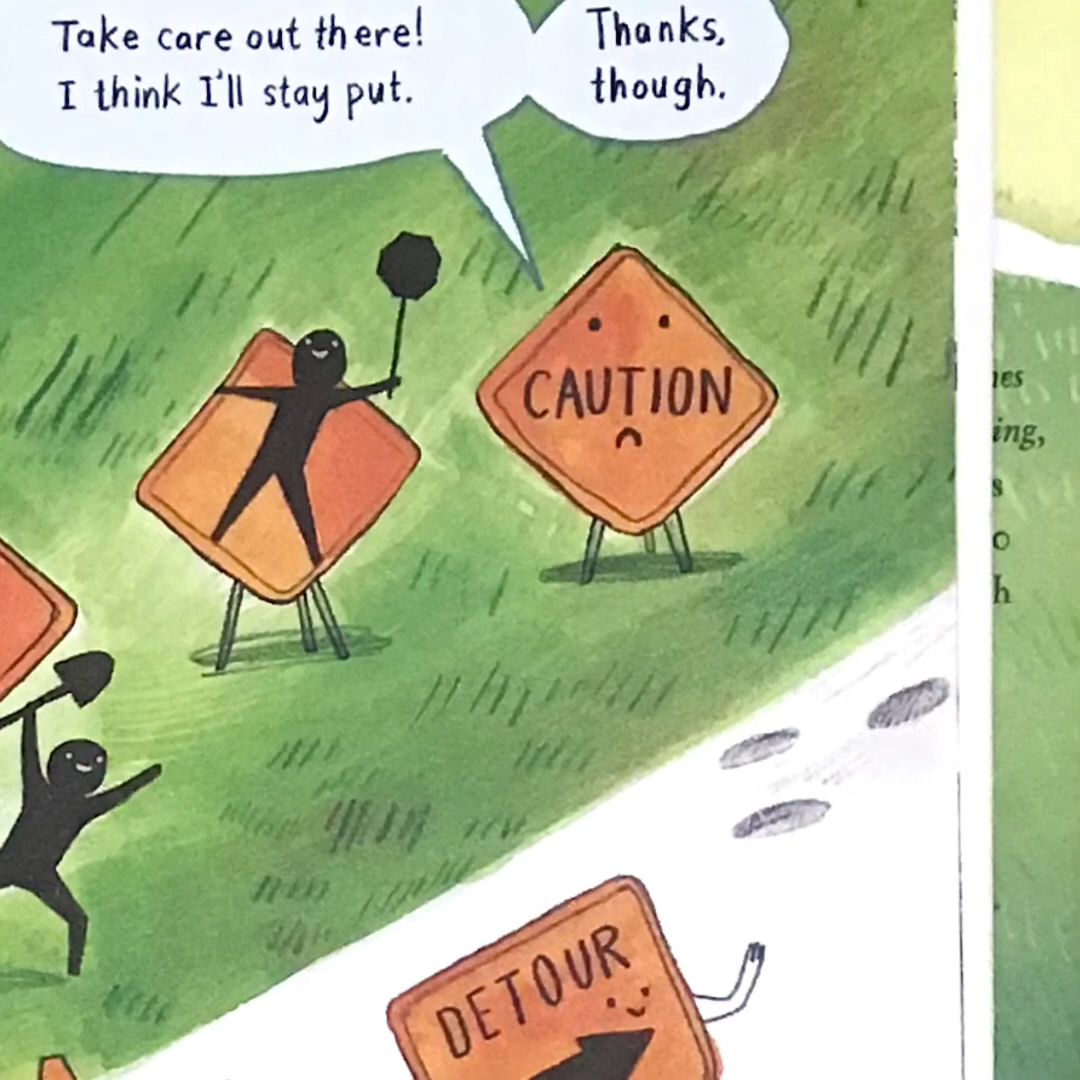 Take care out there!
I think I'll stay put.
Thanks,
though.
CAUTION
DETOUR